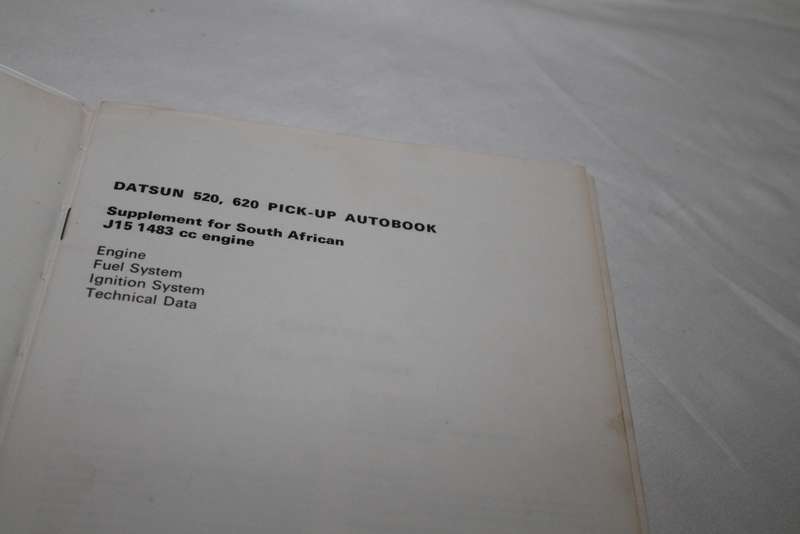 DATSUN 520, 620 PICK-UP AUTOBOOK
Supplement for South African
J15 1483 cc engine
Engine
Fuel System
Ignition System
Technical Data